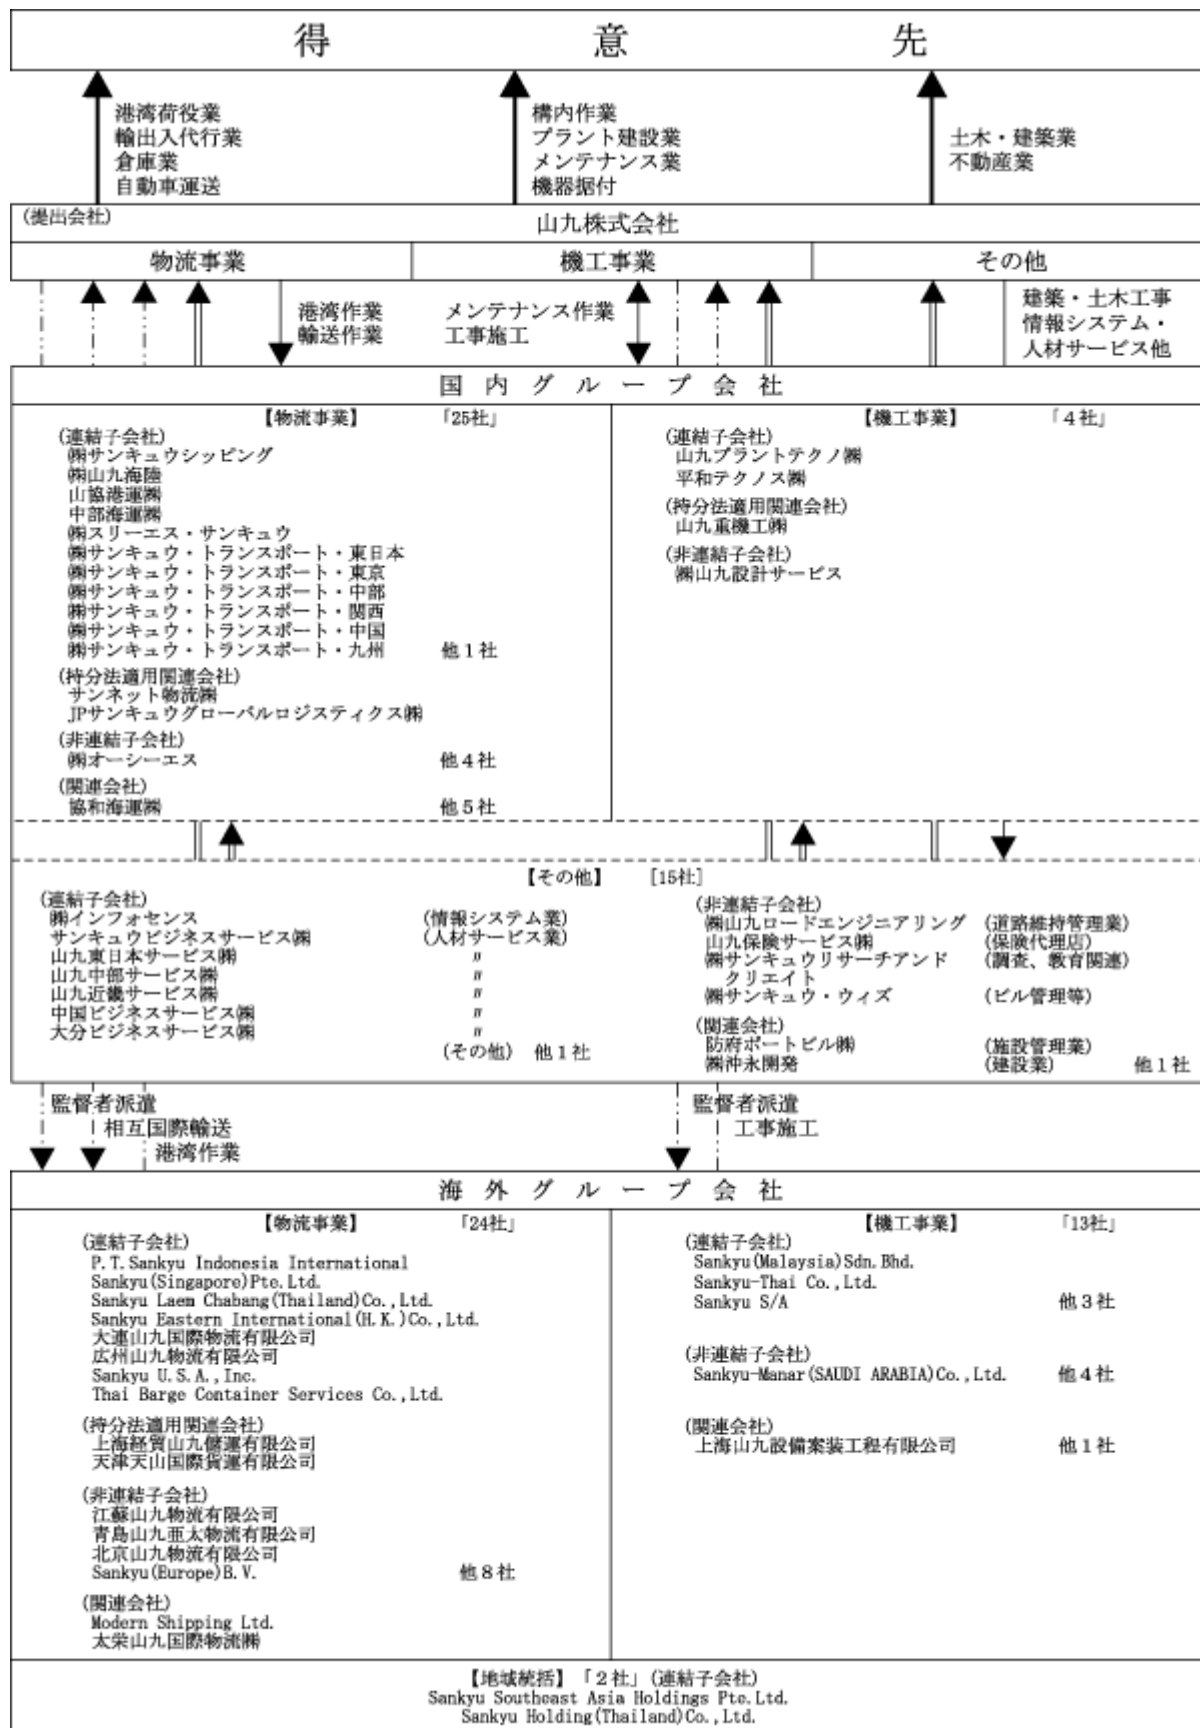 得意先
港湾荷役業
輸出入代行業
倉庫業
自動車運送
構内作業
プラント建設業
メンテナンス業
機器据付
土木・建築業
不動産業
(提出会社)
山九株式会社
物流事業
機工事業
その他
港湾作業
輸送作業
メンテナンス作業
工事施工
建築・土木工事
情報システム・
人材サービス他
国内グループ会社
【物流事業】 「25社」
(連結子会社)
㈱サンキュウシッピング
㈱山九海陸
山協港運㈱
中部海運㈱
㈱スリーエス・サンキュウ
㈱サンキュウ・トランスポート・東日本
㈱サンキュウ・トランスポート・東京
㈱サンキュウ・トランスポート・中部
㈱サンキュウ・トランスポート・関西
㈱サンキュウ・トランスポート・中国
㈱サンキュウ・トランスポート・九州 他1社
(持分法適用関連会社)
サンネット物流㈱
JPサンキュウグローバルロジスティクス㈱
(非連結子会社)
㈱オーシーエス 他4社
(関連会社)
協和海運㈱ 他5社
【機工事業】 「4社」
(連結子会社)
山九プラントテクノ㈱
平和テクノス㈱
(持分法適用関連会社)
山九重機工㈱
(非連結子会社)
㈱山九設計サービス
【その他】 [15社]
(連結子会社)
㈱インフォセンス (情報システム業)
サンキュウビジネスサービス㈱ (人材サービス業)
山九東日本サービス㈱ 〃
山九中部サービス㈱ 〃
山九近畿サービス㈱ 〃
中国ビジネスサービス㈱ 〃
大分ビジネスサービス㈱ 〃
(その他) 他1社
(非連結子会社)
㈱山九ロードエンジニアリング (道路維持管理業)
山九保険サービス㈱ (保険代理店)
㈱サンキュウリサーチアンド (調査、教育関連)
クリエイト
㈱サンキュウ・ウィズ (ビル管理等)
(関連会社)
防府ポートビル㈱ (施設管理業)
㈱沖永開発 (建設業) 他1社
監督者派遣
相互国際輸送
港湾作業
監督者派遣
工事施工
海外グループ会社
【物流事業】 「24社」
(連結子会社)
P.T.Sankyu Indonesia International
Sankyu(Singapore)Pte.Ltd.
Sankyu Laem Chabang(Thailand)Co.,Ltd.
Sankyu Eastern International(H.K.)Co.,Ltd.
大連山九国際物流有限公司
広州山九物流有限公司
Sankyu U.S.A.,Inc.
Thai Barge Container Services Co.,Ltd.
(持分法適用関連会社)
上海経貿山九儲運有限公司
天津天山国際貨運有限公司
(非連結子会社)
江蘇山九物流有限公司
青島山九亜太物流有限公司
北京山九物流有限公司
Sankyu(Europe)B.V. 他8社
(関連会社)
Modern Shipping Ltd.
太栄山九国際物流㈱
【機工事業】 「13社」
(連結子会社)
Sankyu(Malaysia)Sdn.Bhd.
Sankyu-Thai Co.,Ltd.
Sankyu S/A 他3社
(非連結子会社)
Sankyu-Manar(SAUDI ARABIA)Co.,Ltd. 他4社
(関連会社)
上海山九設備案装工程有限公司 他1社
【地域統括】「2社」(連結子会社)
Sankyu Southeast Asia Holdings Pte.Ltd.
Sankyu Holding(Thailand)Co.,Ltd.